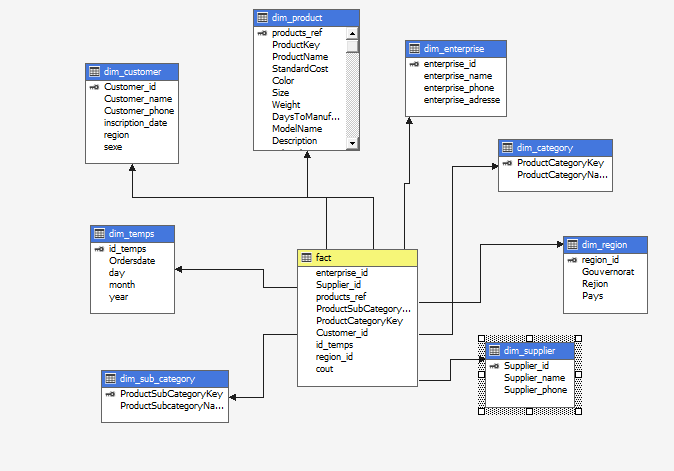 dim_product
products_ref
ProductKey
ProductName
StandardCost
Color
Size
Weight
DaysToManuf...
ModelName
Description
dim_enterprise
enterprise_id
enterprise_name
enterprise_phone
enterprise_adresse
dim_customer
Customer_id
Customer_name
Customer_phone
inscription_date
region
sexe
dim_category
ProductCategoryKey
ProductCategoryNa...
dim_temps
id_temps
Ordersdate
day
month
year
fact
enterprise_id
Supplier_id
products_ref
ProductSubCategory...
ProductCategoryKey
Customer_id
id_temps
region_id
cout
dim_region
region_id
Gouvernorat
Rejion
Pays
dim_supplier
Supplier_id
Supplier_name
Supplier_phone
dim_sub_category
ProductSubCategoryKey
ProductSubcategoryNa...